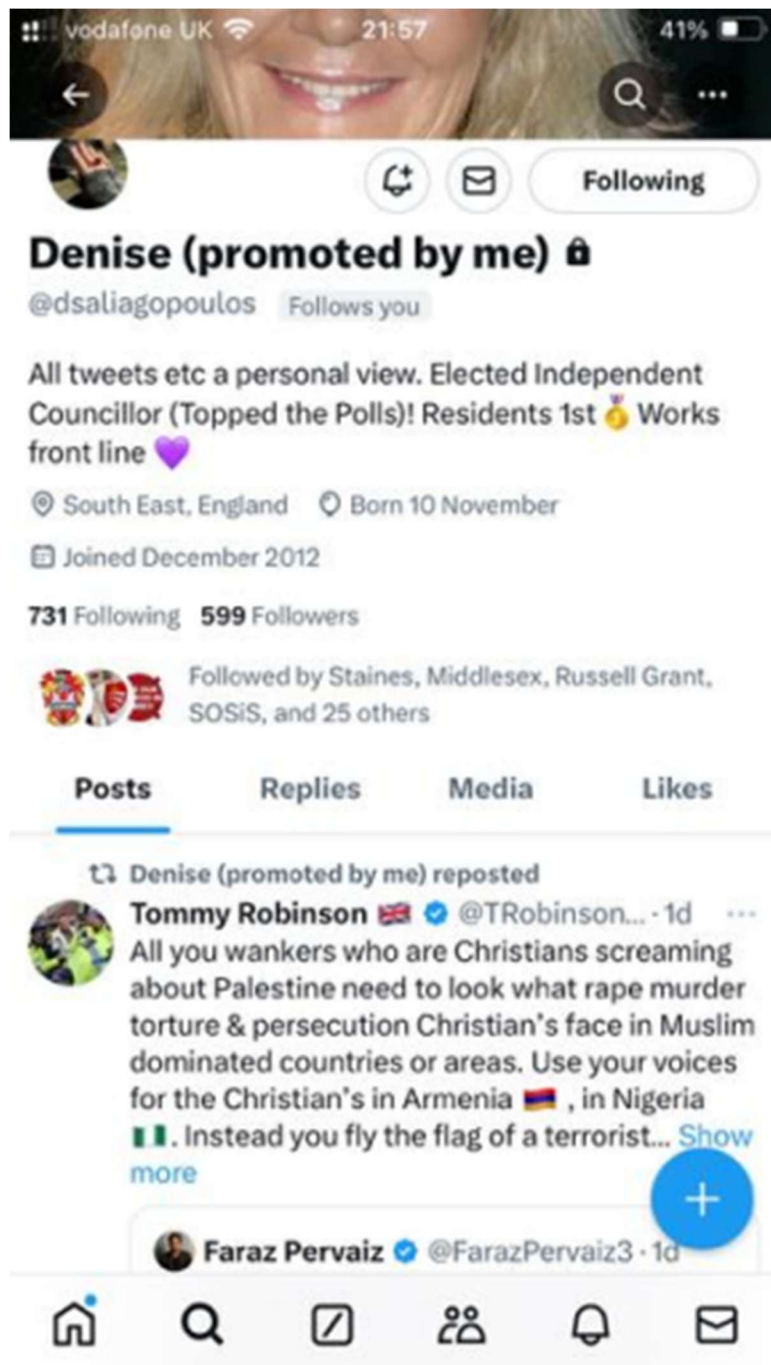 vodafone UK 21:57 41%
Following
Denise (promoted by me)
@dsaliagopoulos Follows you
All tweets etc a personal view. Elected Independent
Councillor (Topped the Polls)! Residents 1st 🏅 Works
front line 💜
South East, England Born 10 November
Joined December 2012
731 Following 599 Followers
Followed by Staines, Middlesex, Russell Grant,
SOSiS, and 25 others
Posts Replies Media Likes
Denise (promoted by me) reposted
Tommy Robinson 🇬🇧 @TRobinson... · 1d ...
All you wankers who are Christians screaming
about Palestine need to look what rape murder
torture & persecution Christian's face in Muslim
dominated countries or areas. Use your voices
for the Christian's in Armenia 🇦🇲 , in Nigeria
🇳🇬. Instead you fly the flag of a terrorist... Show
more
Faraz Pervaiz @FarazPervaiz3 · 1d